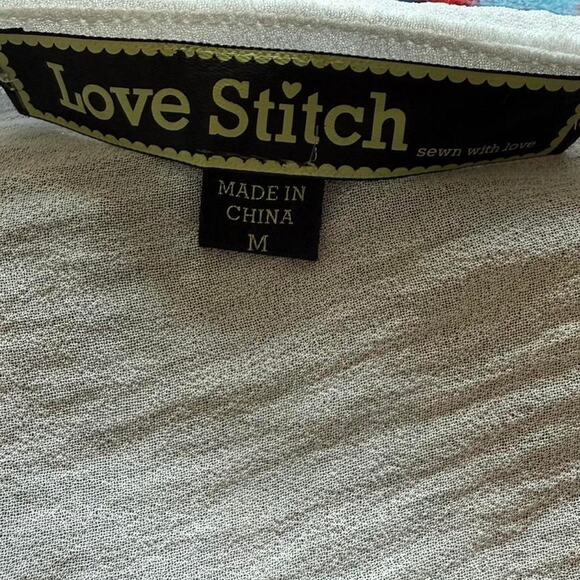 Love Stitch
sewn with love
MADE IN
CHINA
M